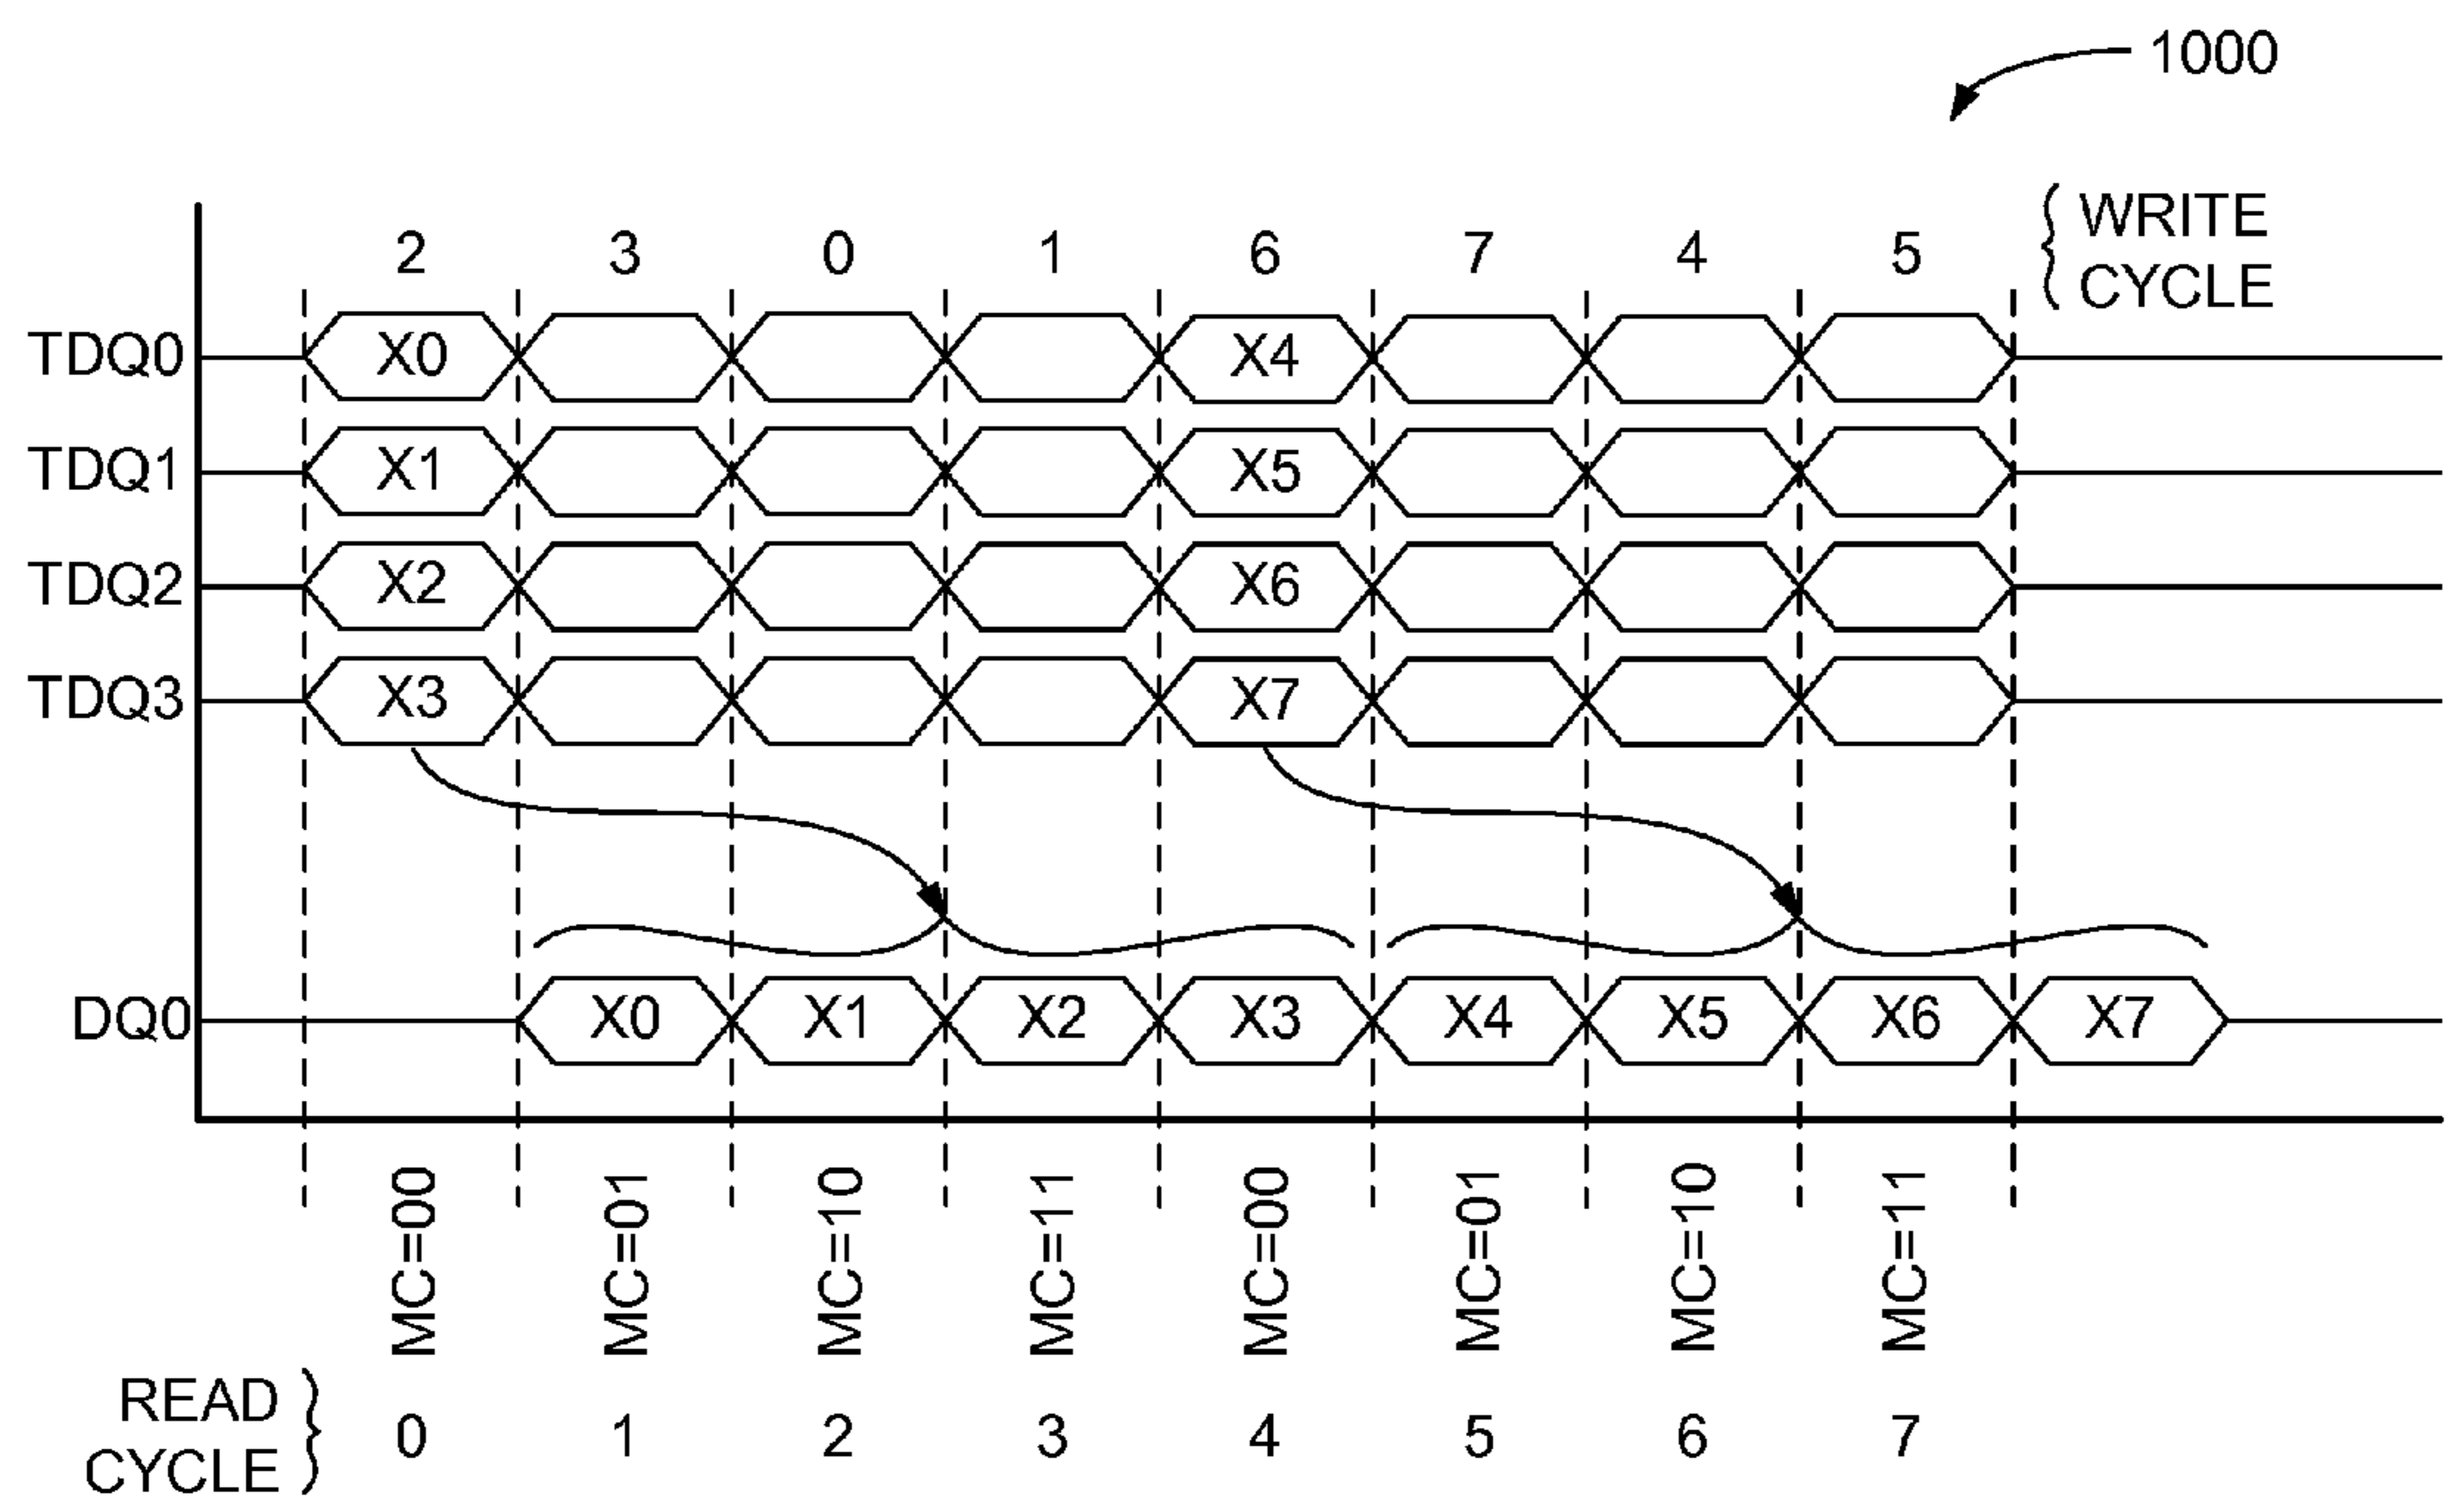 1000
WRITE
CYCLE
2 3 0 1 6 7 4 5
TDQ0 X0 X4
TDQ1 X1 X5
TDQ2 X2 X6
TDQ3 X3 X7
DQ0 X0 X1 X2 X3 X4 X5 X6 X7
MC=00 MC=01 MC=10 MC=11 MC=00 MC=01 MC=10 MC=11
READ
CYCLE
0 1 2 3 4 5 6 7